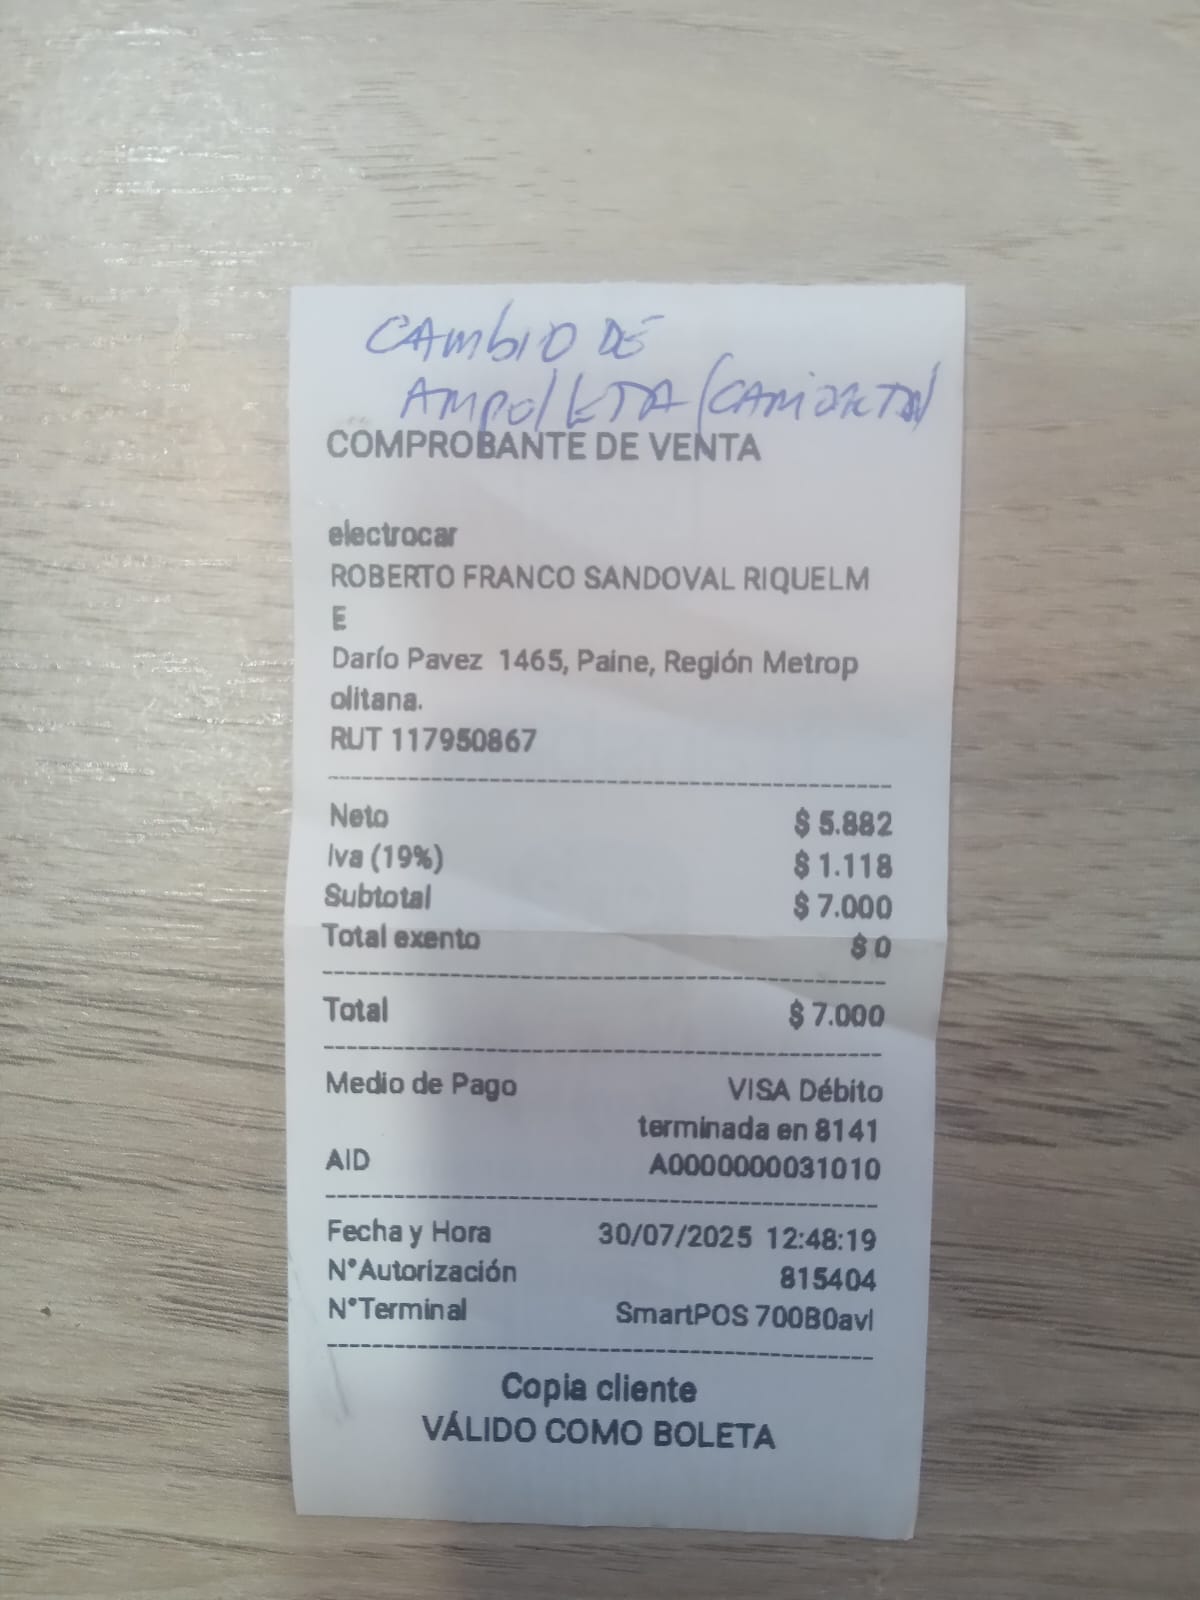 CAMBIO DE
AMPOLLETA (CAMIONETA)
COMPROBANTE DE VENTA
electrocar
ROBERTO FRANCO SANDOVAL RIQUELM
E
Darío Pavez 1465, Paine, Región Metrop
olitana.
RUT 117950867
Neto $ 5.882
Iva (19%) $ 1.118
Subtotal $ 7.000
Total exento $ 0
Total $ 7.000
Medio de Pago VISA Débito
terminada en 8141
AID A0000000031010
Fecha y Hora 30/07/2025 12:48:19
N°Autorización 815404
N°Terminal SmartPOS 700B0avl
Copia cliente
VÁLIDO COMO BOLETA